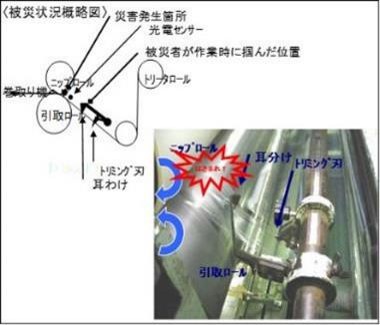 〈被災状況概略図〉
災害発生箇所
光電センサー
被災者が作業時に掴んだ位置
ニップロール
トリータロール
巻取り機
引取ロール
トリミング刃
耳わけ
ニップロール
耳分け
トリミング刃
はさまれ!
引取ロール